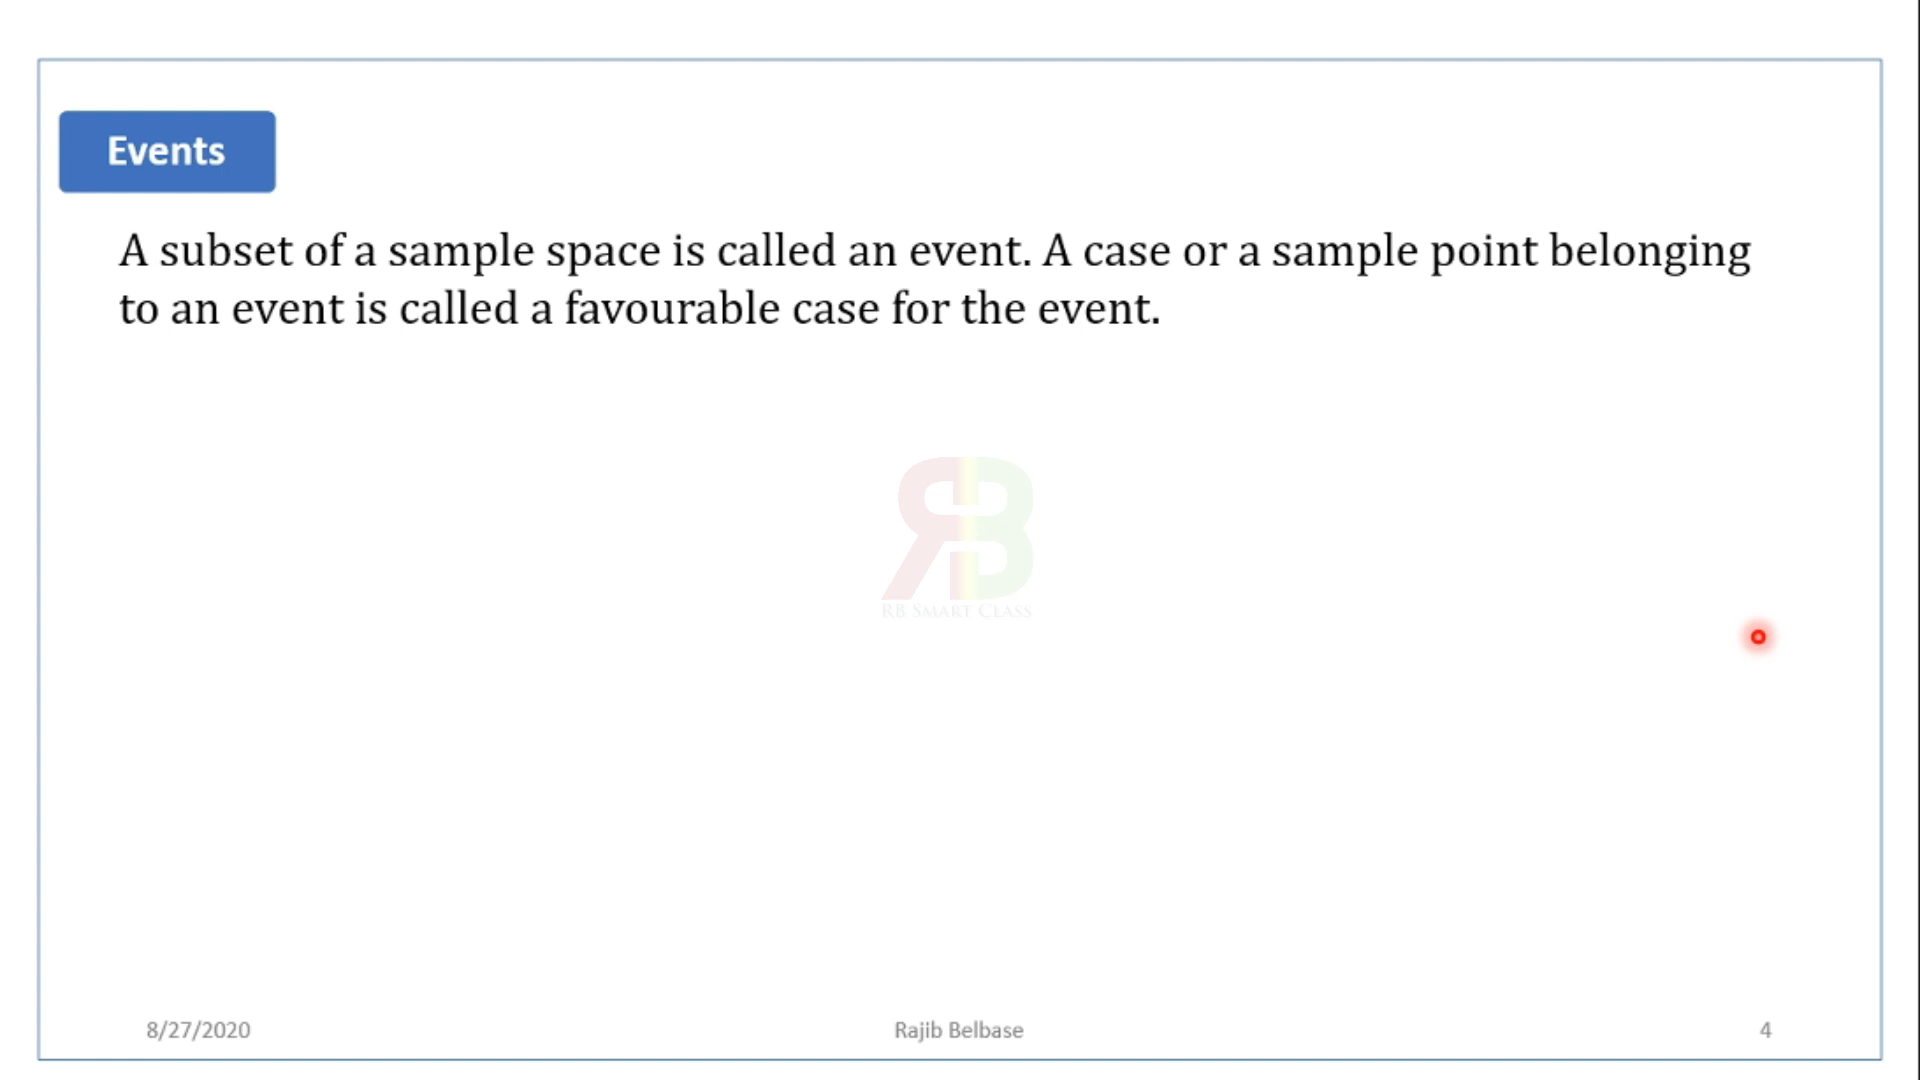 Events
A subset of a sample space is called an event. A case or a sample point belonging
to an event is called a favourable case for the event.
RB
RB SMART CLASS
8/27/2020
Rajib Belbase
4